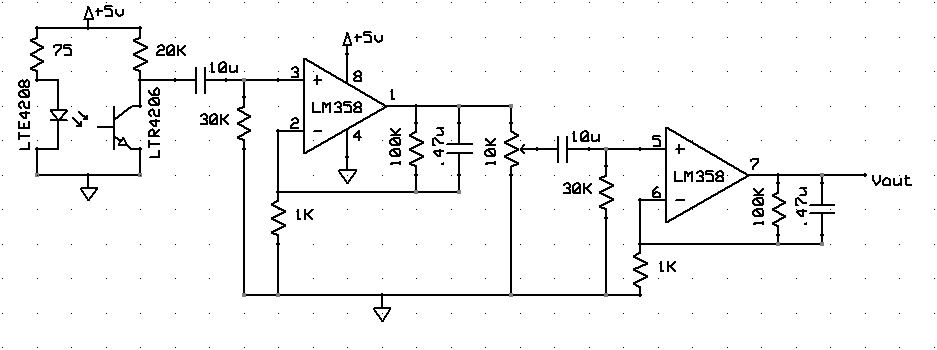 +5v
75
20K
LTE4208
LTR4206
10u
30K
+5v
3
8
+
LM358
1
2
−
4
100K
.47u
10K
1K
10u
30K
5
+
LM358
7
6
−
100K
.47u
Vout
1K